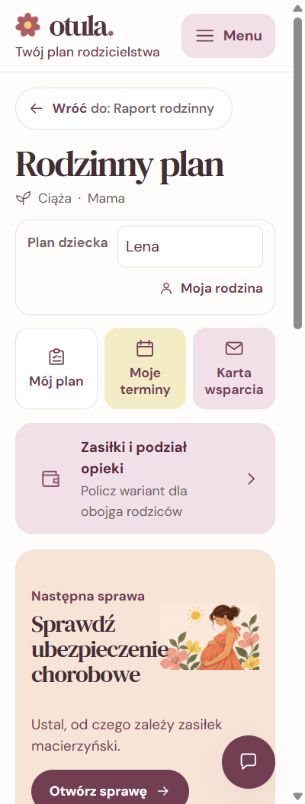 otula.
Twój plan rodzicielstwa
Menu
Wróć do: Raport rodzinny
Rodzinny plan
Ciąża · Mama
Plan dziecka
Lena
Moja rodzina
Mój plan
Moje
terminy
Karta
wsparcia
Zasiłki i podział
opieki
Policz wariant dla
obojga rodziców
Następna sprawa
Sprawdź
ubezpieczenie
chorobowe
Ustal, od czego zależy zasiłek
macierzyński.
Otwórz sprawę